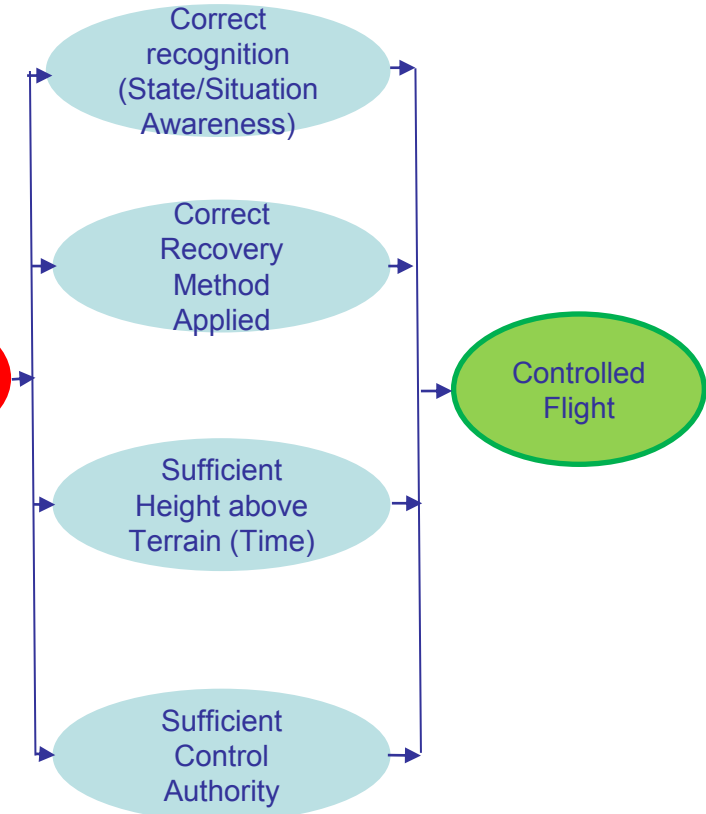 Correct
recognition
(State/Situation
Awareness)
Correct
Recovery
Method
Applied
Controlled
Flight
Sufficient
Height above
Terrain (Time)
Sufficient
Control
Authority